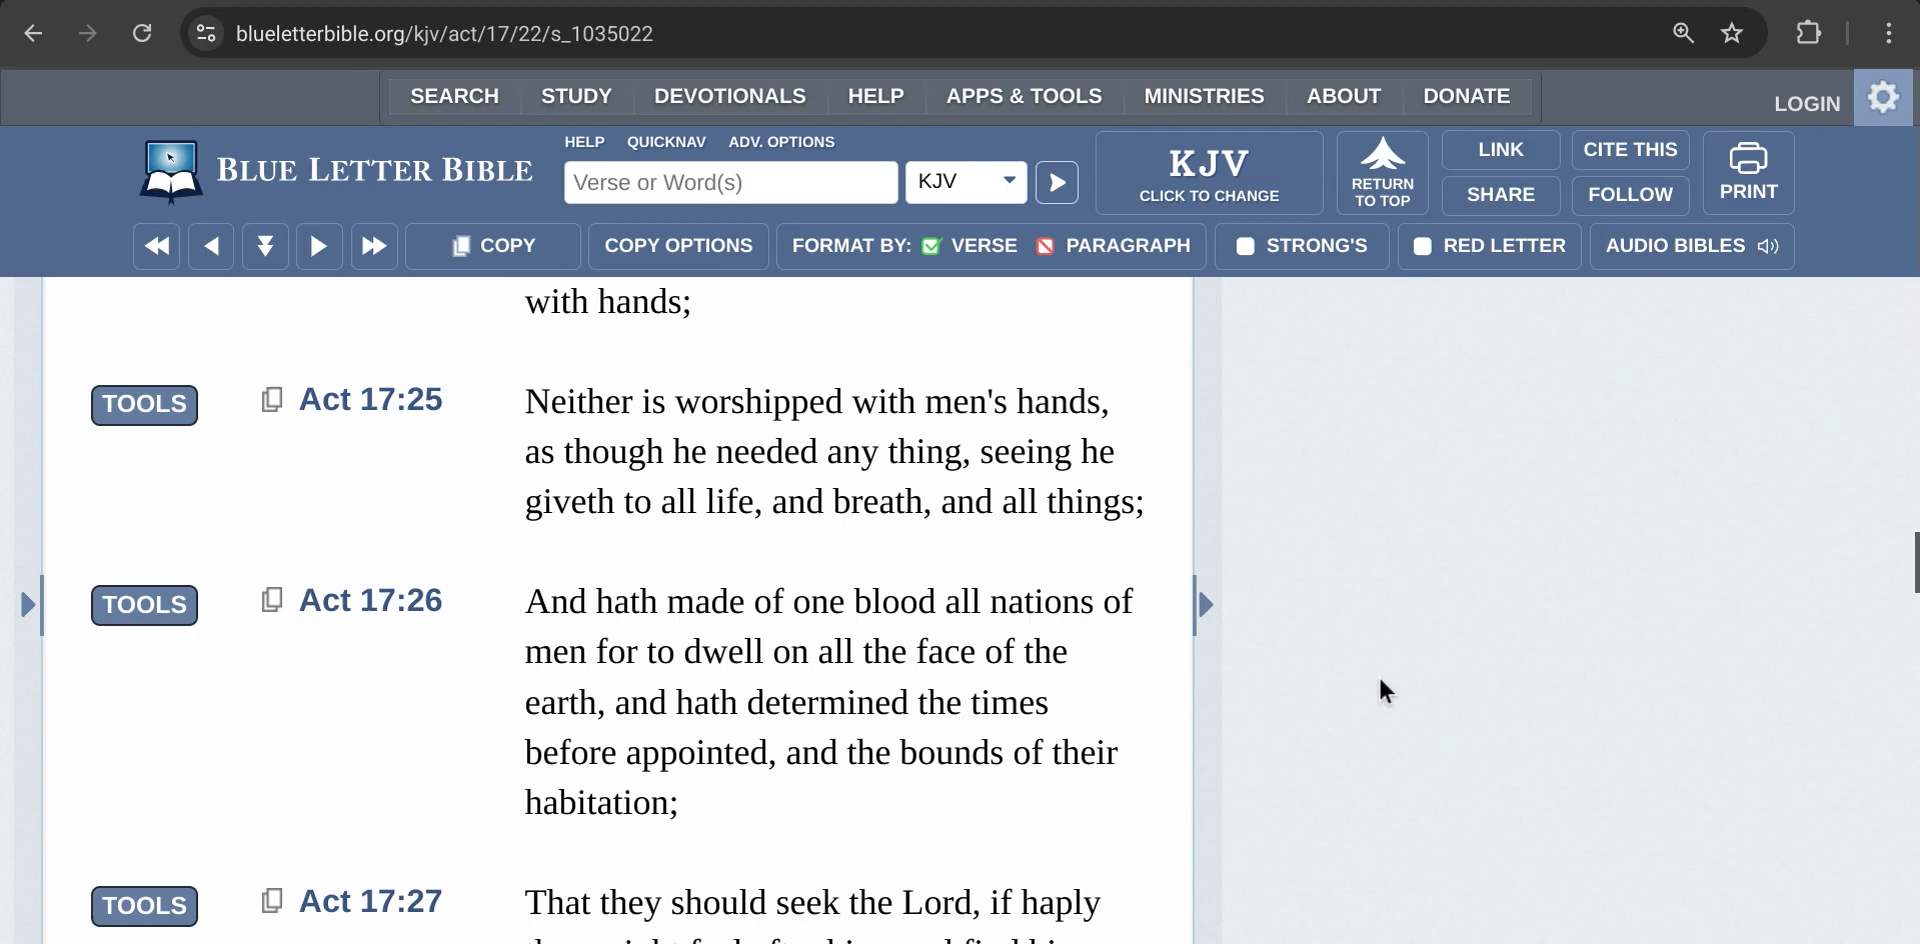 blueletterbible.org/kjv/act/17/22/s_1035022
SEARCH STUDY DEVOTIONALS HELP APPS & TOOLS MINISTRIES ABOUT DONATE LOGIN
BLUE LETTER BIBLE
HELP QUICKNAV ADV. OPTIONS
Verse or Word(s) KJV
KJV
CLICK TO CHANGE
RETURN
TO TOP
LINK CITE THIS
SHARE FOLLOW
PRINT
COPY COPY OPTIONS FORMAT BY: VERSE PARAGRAPH STRONG'S RED LETTER AUDIO BIBLES
with hands;
TOOLS Act 17:25 Neither is worshipped with men's hands,
as though he needed any thing, seeing he
giveth to all life, and breath, and all things;
TOOLS Act 17:26 And hath made of one blood all nations of
men for to dwell on all the face of the
earth, and hath determined the times
before appointed, and the bounds of their
habitation;
TOOLS Act 17:27 That they should seek the Lord, if haply